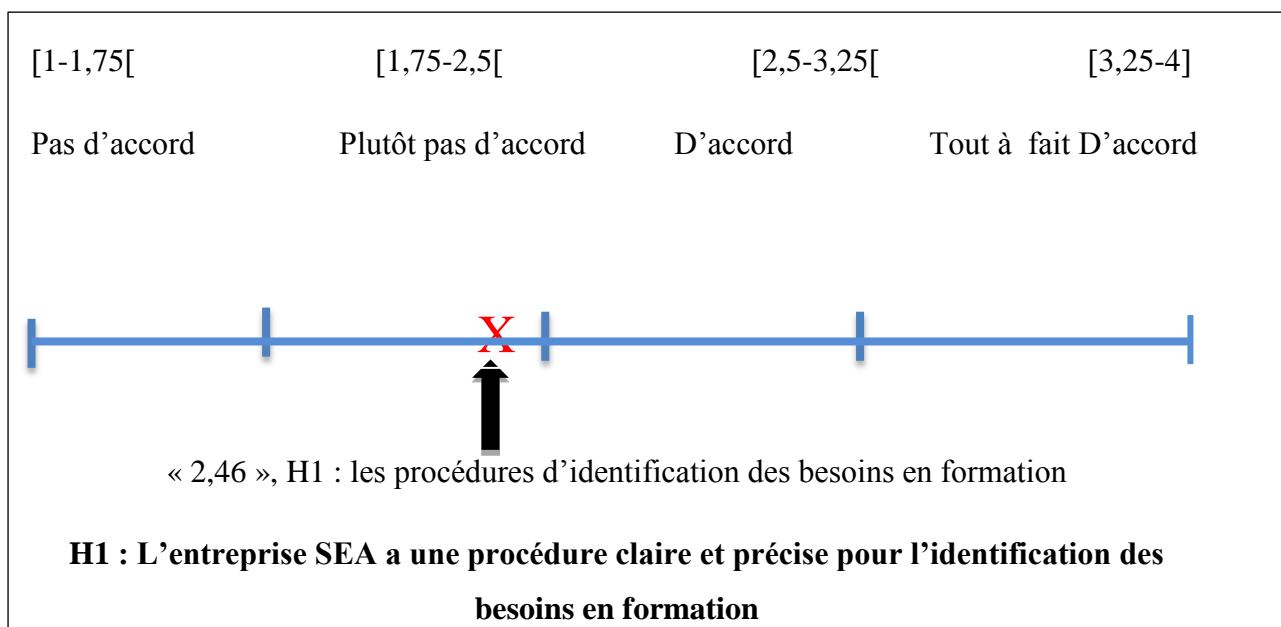 [1-1,75[ [1,75-2,5[ [2,5-3,25[ [3,25-4]
Pas d’accord Plutôt pas d’accord D’accord Tout à fait D’accord
X
« 2,46 », H1 : les procédures d’identification des besoins en formation
H1 : L’entreprise SEA a une procédure claire et précise pour l’identification des
besoins en formation